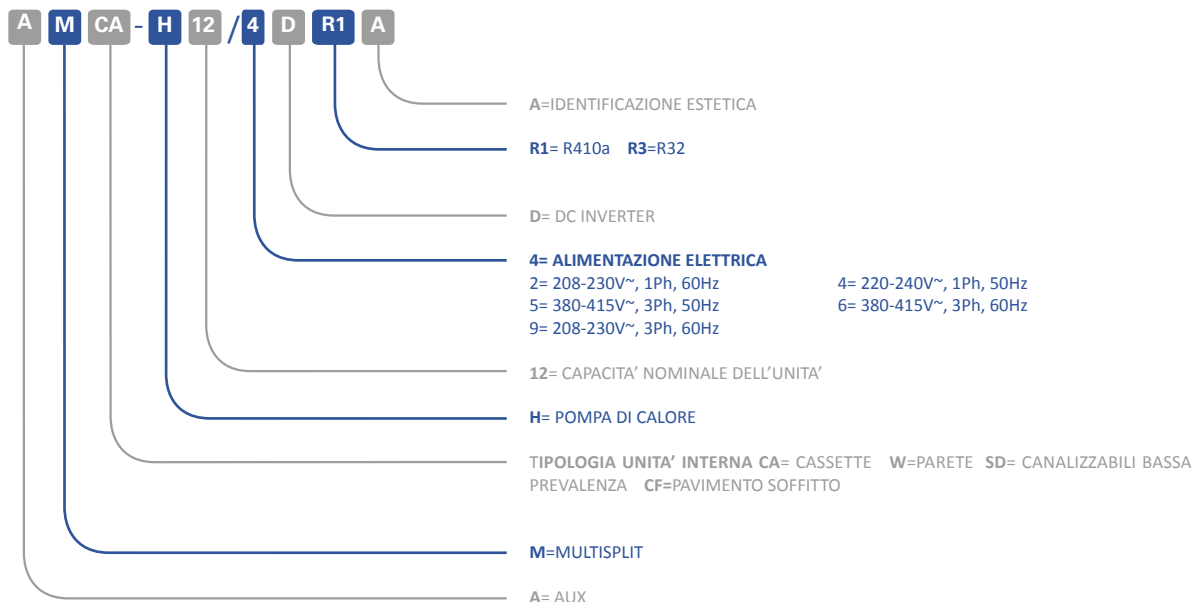 A M CA - H 12 / 4 D R1 A
A=IDENTIFICAZIONE ESTETICA
R1= R410a R3=R32
D= DC INVERTER
4= ALIMENTAZIONE ELETTRICA
2= 208-230V~, 1Ph, 60Hz 4= 220-240V~, 1Ph, 50Hz
5= 380-415V~, 3Ph, 50Hz 6= 380-415V~, 3Ph, 60Hz
9= 208-230V~, 3Ph, 60Hz
12= CAPACITA’ NOMINALE DELL’UNITA’
H= POMPA DI CALORE
TIPOLOGIA UNITA’ INTERNA CA= CASSETTE W=PARETE SD= CANALIZZABILI BASSA
PREVALENZA CF=PAVIMENTO SOFFITTO
M=MULTISPLIT
A= AUX